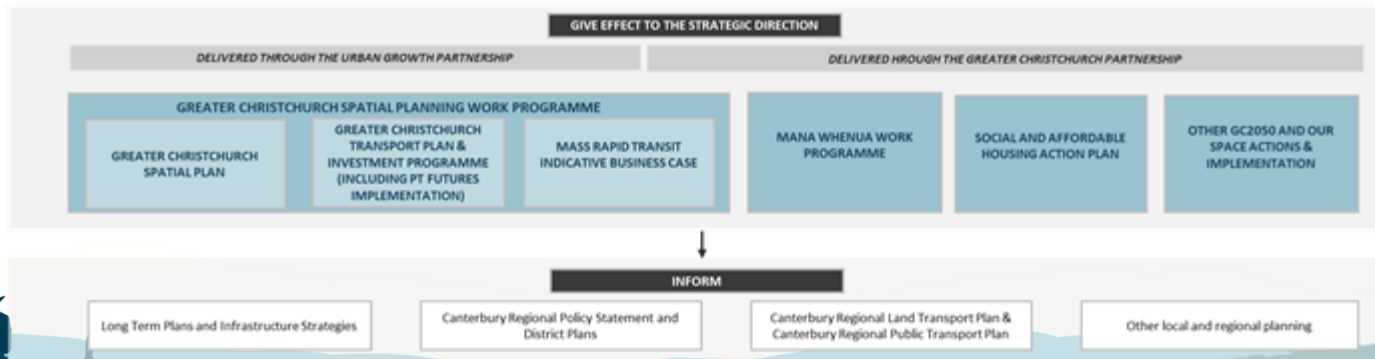 GIVE EFFECT TO THE STRATEGIC DIRECTION
DELIVERED THROUGH THE URBAN GROWTH PARTNERSHIP
DELIVERED HROUGH THE GREATER CHRISTCHURCH PARTNERSHIP
GREATER CHRISTCHURCH SPATIAL PLANNING WORK PROGRAMME
GREATER CHRISTCHURCH
SPATIAL PLAN
GREATER CHRISTCHURCH
TRANSPORT PLAN &
INVESTMENT PROGRAMME
(INCLUDING PT FUTURES
IMPLEMENTATION)
MASS RAPID TRANSIT
INDICATIVE BUSINESS CASE
MANA WHENUA WORK
PROGRAMME
SOCIAL AND AFFORDABLE
HOUSING ACTION PLAN
OTHER GC2050 AND OUR
SPACE ACTIONS &
IMPLEMENTATION
INFORM
Long Term Plans and Infrastructure Strategies
Canterbury Regional Policy Statement and
District Plans
Canterbury Regional Land Transport Plan &
Canterbury Regional Public Transport Plan
Other local and regional planning